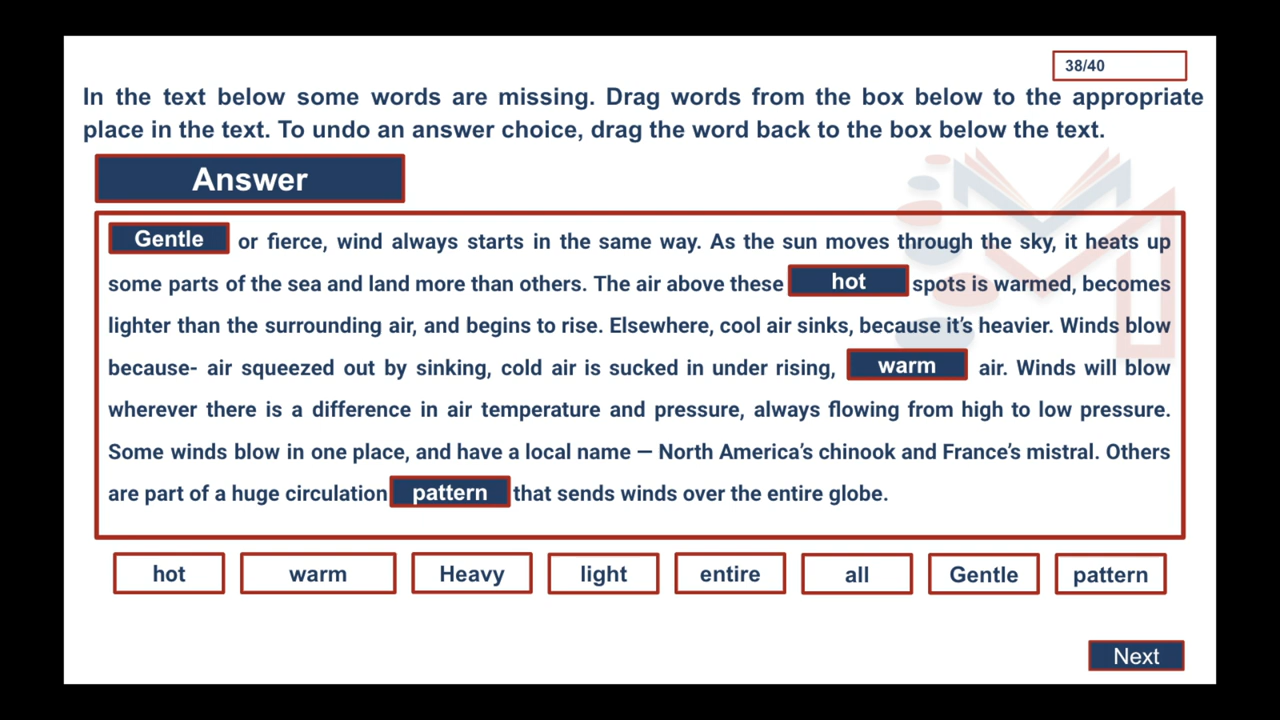 38/40
In the text below some words are missing. Drag words from the box below to the appropriate
place in the text. To undo an answer choice, drag the word back to the box below the text.
Answer
Gentle or fierce, wind always starts in the same way. As the sun moves through the sky, it heats up
some parts of the sea and land more than others. The air above these hot spots is warmed, becomes
lighter than the surrounding air, and begins to rise. Elsewhere, cool air sinks, because it’s heavier. Winds blow
because- air squeezed out by sinking, cold air is sucked in under rising, warm air. Winds will blow
wherever there is a difference in air temperature and pressure, always flowing from high to low pressure.
Some winds blow in one place, and have a local name — North America’s chinook and France’s mistral. Others
are part of a huge circulation pattern that sends winds over the entire globe.
hot warm Heavy light entire all Gentle pattern
Next